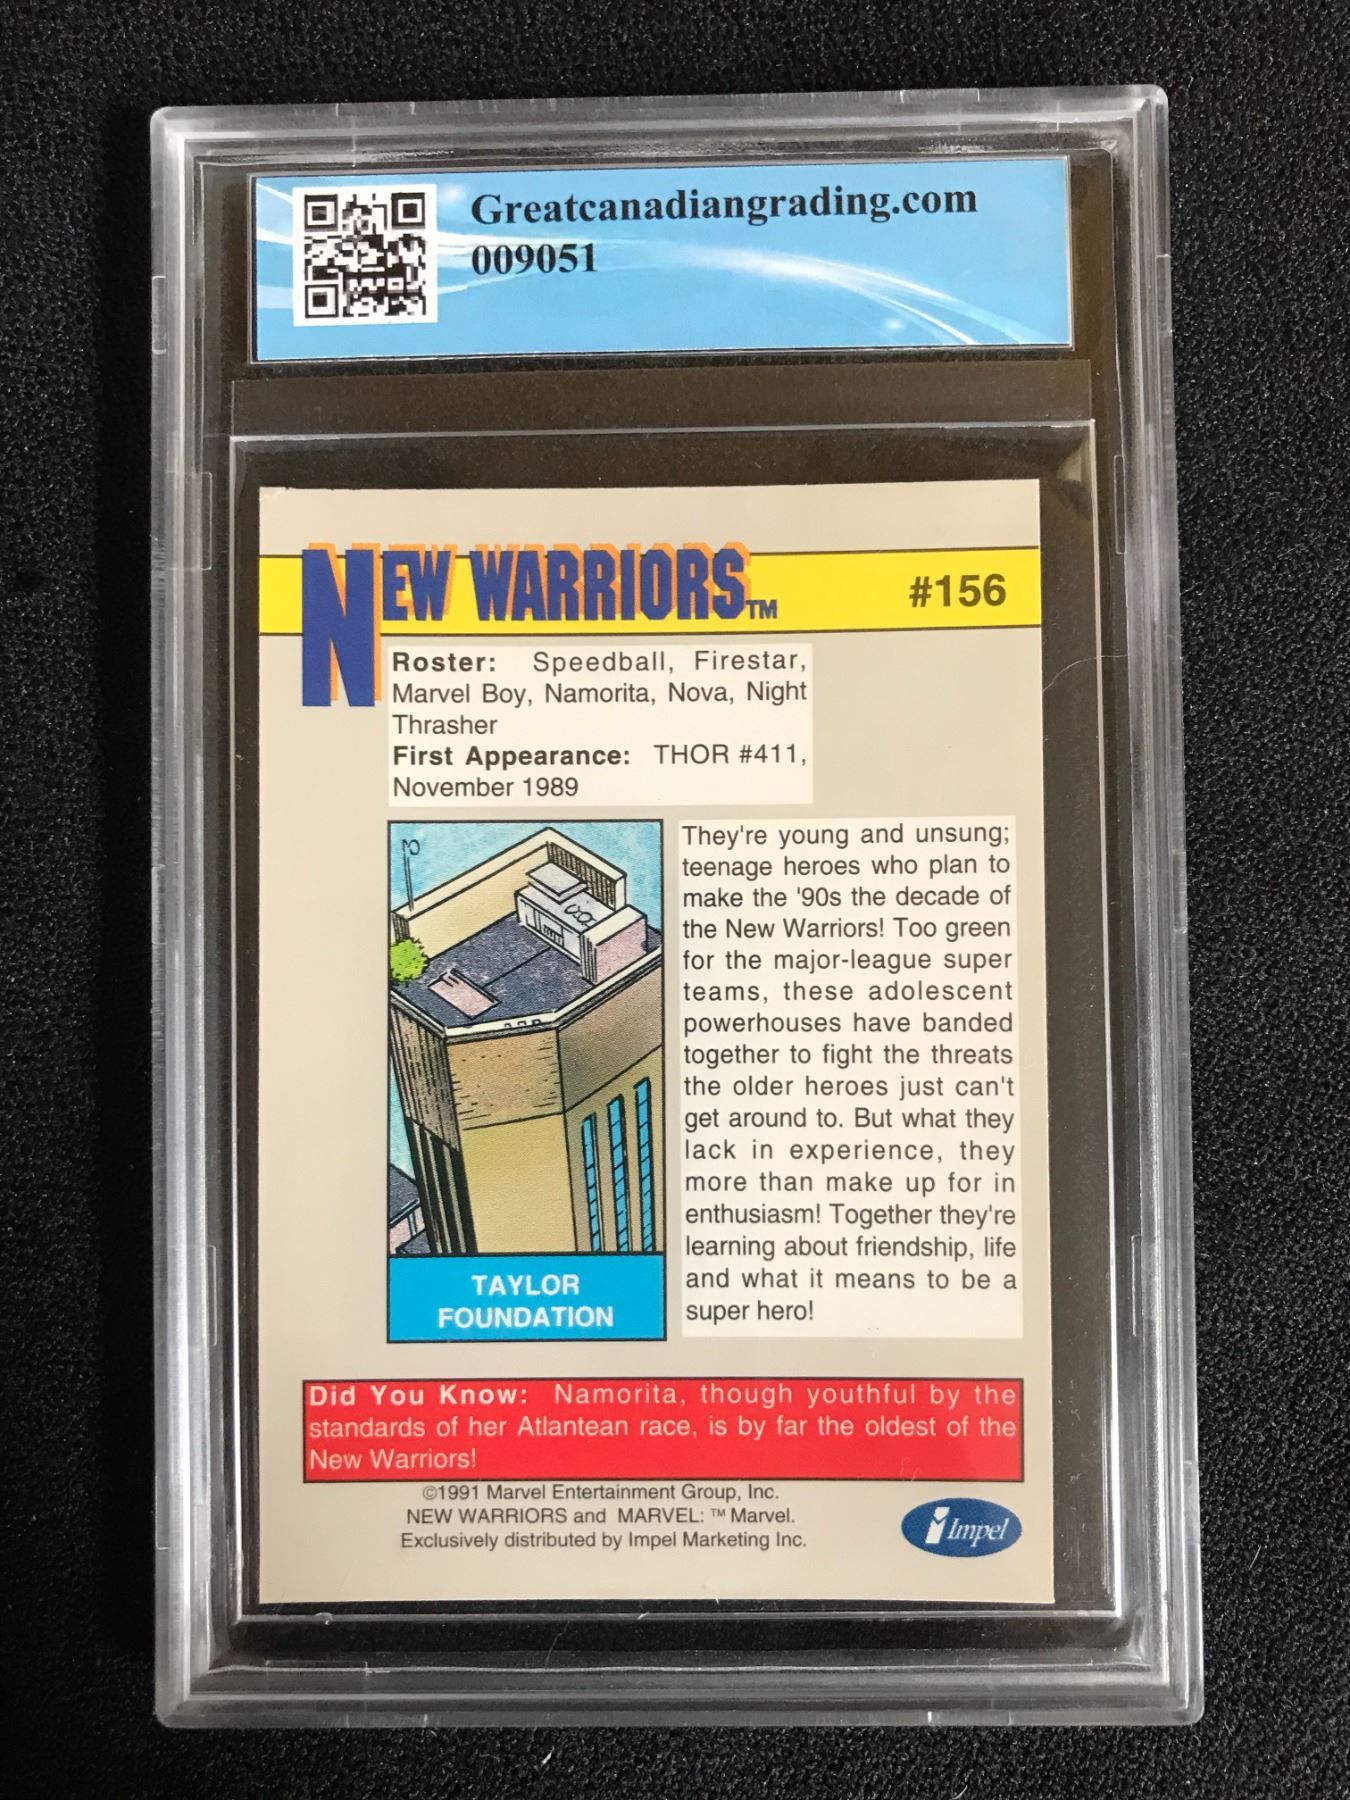 Greatcanadiangrading.com
009051
NEW WARRIORS™
#156
Roster: Speedball, Firestar,
Marvel Boy, Namorita, Nova, Night
Thrasher
First Appearance: THOR #411,
November 1989
They're young and unsung;
teenage heroes who plan to
make the '90s the decade of
the New Warriors! Too green
for the major-league super
teams, these adolescent
powerhouses have banded
together to fight the threats
the older heroes just can't
get around to. But what they
lack in experience, they
more than make up for in
enthusiasm! Together they're
learning about friendship, life
and what it means to be a
super hero!
TAYLOR
FOUNDATION
Did You Know: Namorita, though youthful by the
standards of her Atlantean race, is by far the oldest of the
New Warriors!
©1991 Marvel Entertainment Group, Inc.
NEW WARRIORS and MARVEL: ™ Marvel.
Exclusively distributed by Impel Marketing Inc.
Impel